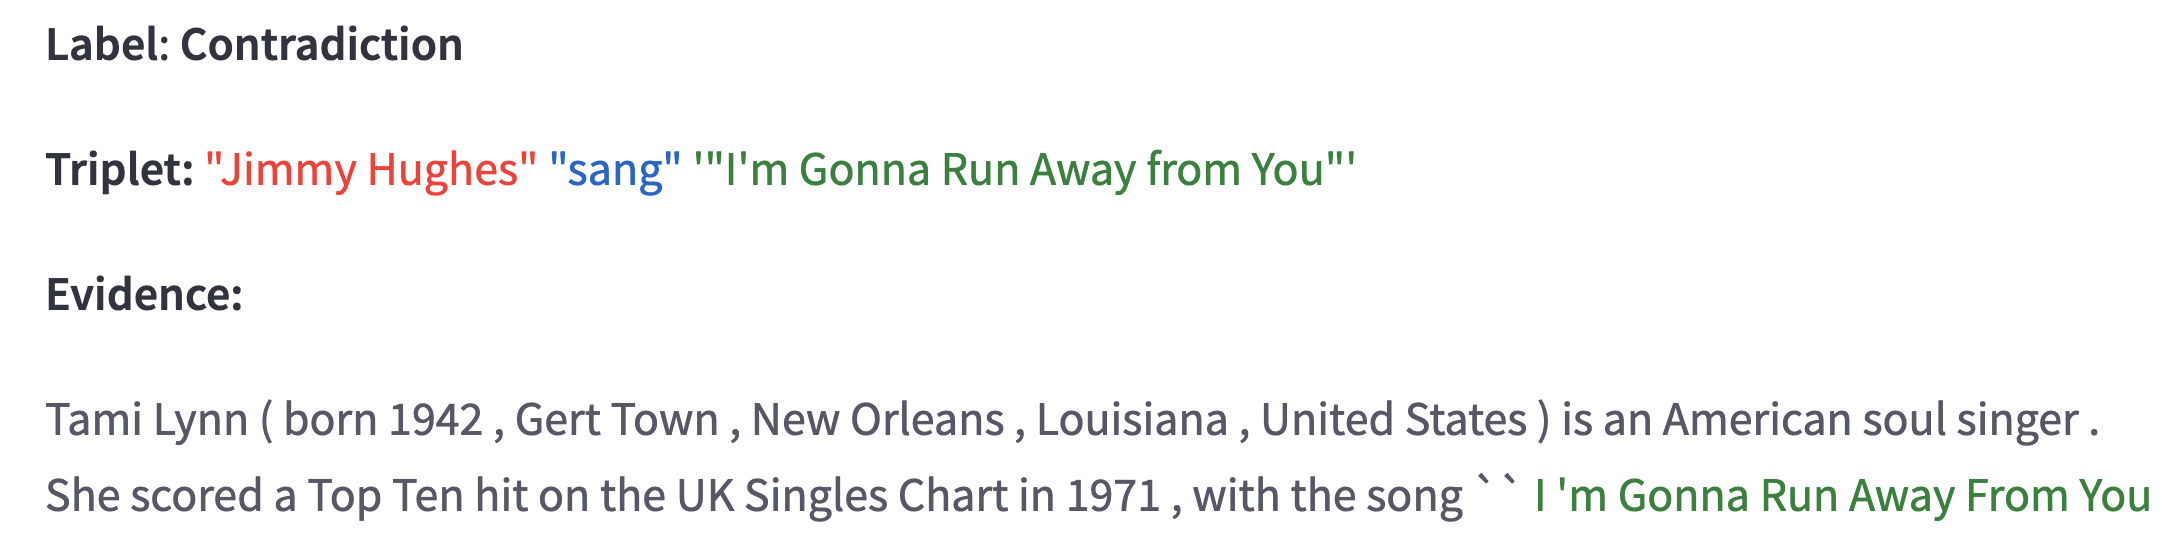 Label: Contradiction
Triplet: "Jimmy Hughes" "sang" '"I'm Gonna Run Away from You"'
Evidence:
Tami Lynn ( born 1942 , Gert Town , New Orleans , Louisiana , United States ) is an American soul singer .
She scored a Top Ten hit on the UK Singles Chart in 1971 , with the song ` ` I 'm Gonna Run Away From You